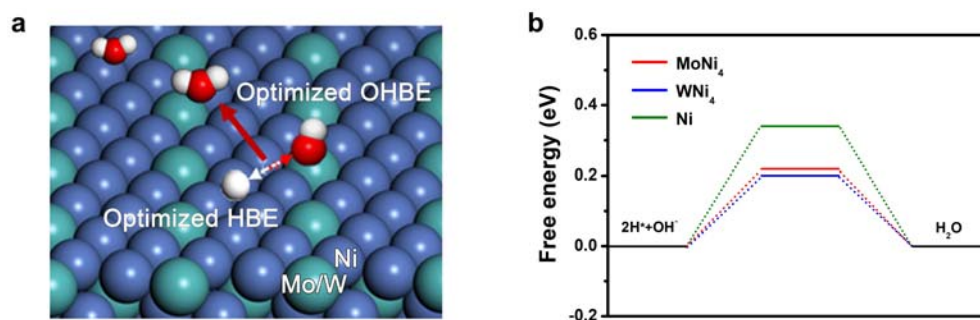 a
Optimized OHBE
Optimized HBE
Ni
Mo/W
b
Free energy (eV)
0.6
0.4
0.2
0.0
-0.2
MoNi₄
WNi₄
Ni
2H*+OH⁻
H₂O